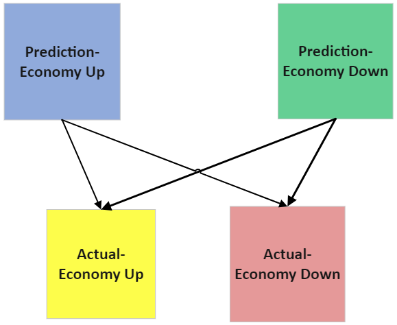 Prediction-
Economy Up
Prediction-
Economy Down
Actual-
Economy Up
Actual-
Economy Down